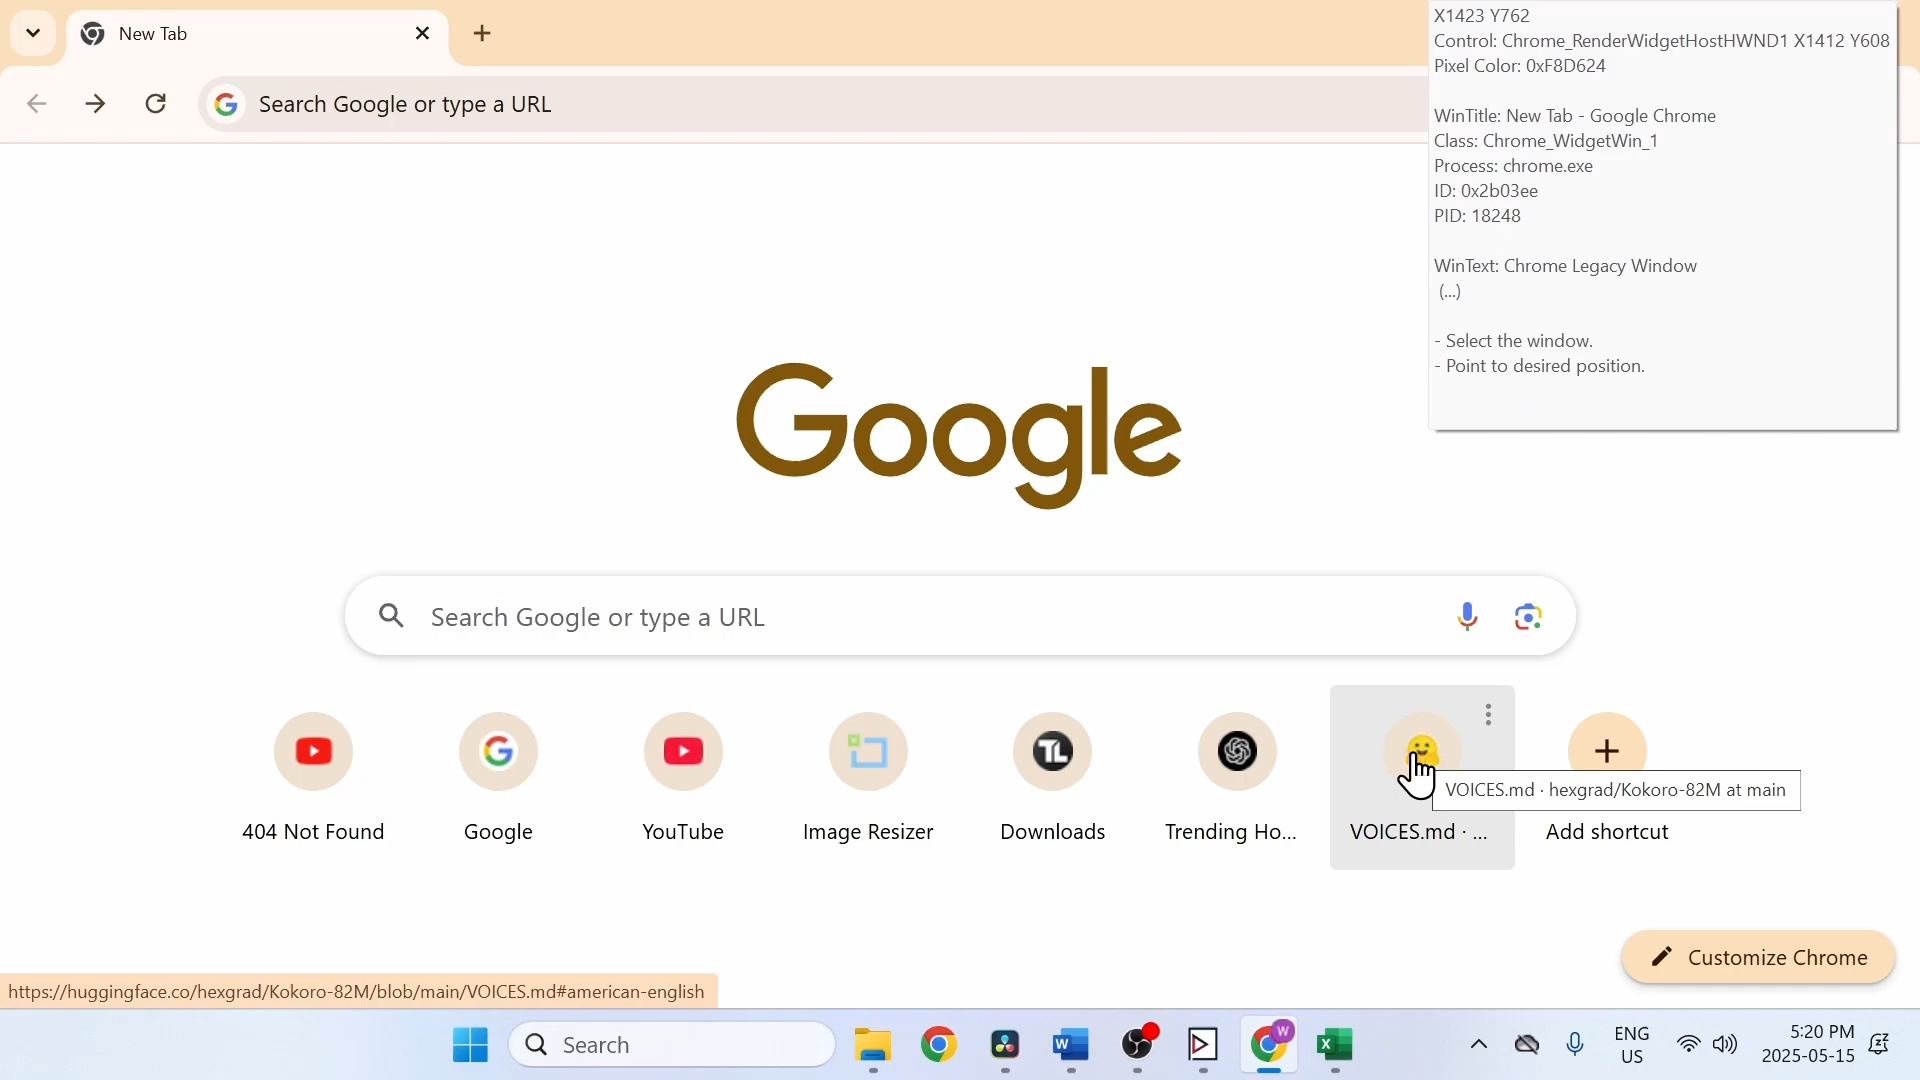 New Tab
Search Google or type a URL
X1423 Y762
Control: Chrome_RenderWidgetHostHWND1 X1412 Y608
Pixel Color: 0xF8D624
WinTitle: New Tab - Google Chrome
Class: Chrome_WidgetWin_1
Process: chrome.exe
ID: 0x2b03ee
PID: 18248
WinText: Chrome Legacy Window
(...)
- Select the window.
- Point to desired position.
Google
Search Google or type a URL
VOICES.md · hexgrad/Kokoro-82M at main
404 Not Found
Google
YouTube
Image Resizer
Downloads
Trending Ho...
VOICES.md · ...
Add shortcut
Customize Chrome
https://huggingface.co/hexgrad/Kokoro-82M/blob/main/VOICES.md#american-english
Search
ENG
US
5:20 PM
2025-05-15